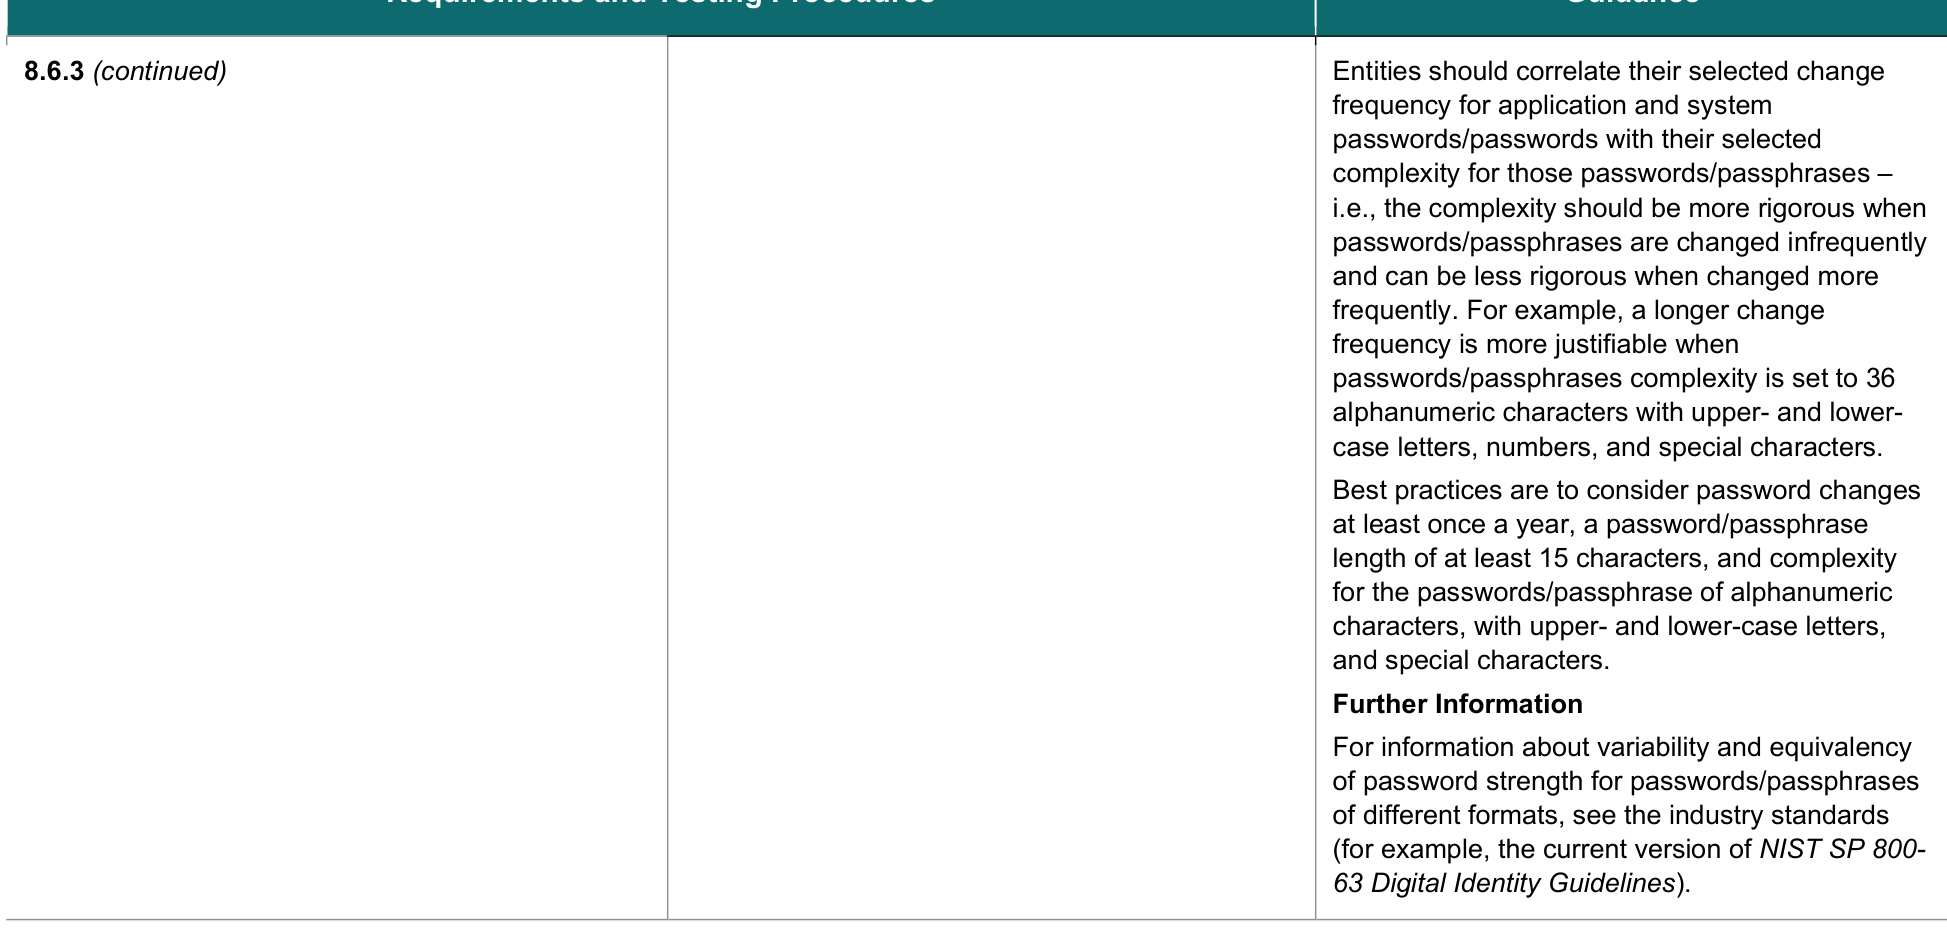 Requirements and Testing Procedures
Guidance
8.6.3 (continued)
Entities should correlate their selected change
frequency for application and system
passwords/passwords with their selected
complexity for those passwords/passphrases –
i.e., the complexity should be more rigorous when
passwords/passphrases are changed infrequently
and can be less rigorous when changed more
frequently. For example, a longer change
frequency is more justifiable when
passwords/passphrases complexity is set to 36
alphanumeric characters with upper- and lower-
case letters, numbers, and special characters.
Best practices are to consider password changes
at least once a year, a password/passphrase
length of at least 15 characters, and complexity
for the passwords/passphrase of alphanumeric
characters, with upper- and lower-case letters,
and special characters.
Further Information
For information about variability and equivalency
of password strength for passwords/passphrases
of different formats, see the industry standards
(for example, the current version of NIST SP 800-
63 Digital Identity Guidelines).